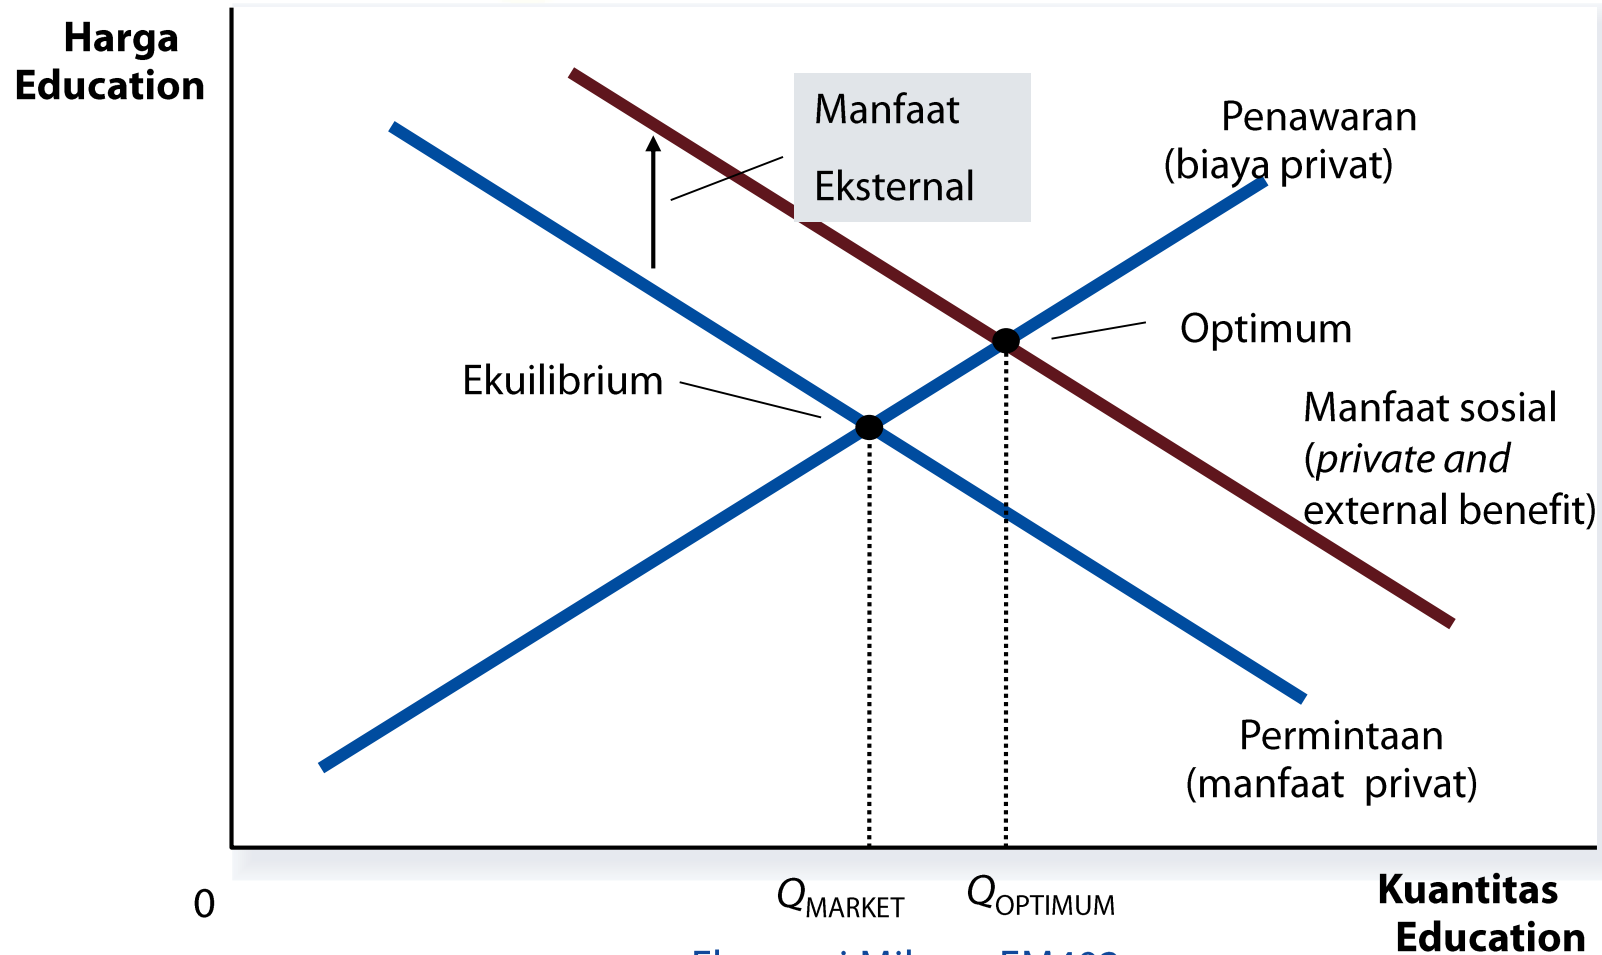 Harga
Education
Manfaat
Eksternal
Penawaran
(biaya privat)
Optimum
Ekuilibrium
Manfaat sosial
(private and
external benefit)
Permintaan
(manfaat privat)
0
QMARKET
QOPTIMUM
Kuantitas
Education